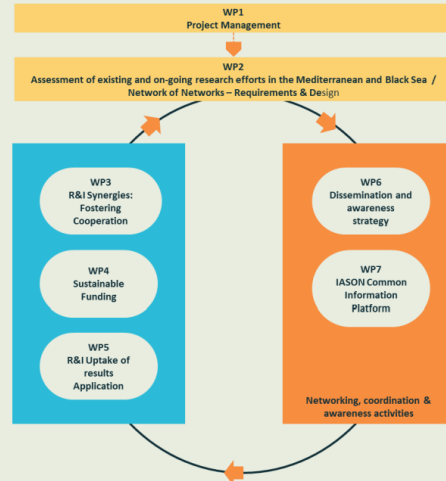 WP1
Project Management
WP2
Assessment of existing and on-going research efforts in the Mediterranean and Black Sea /
Network of Networks – Requirements & Design
WP3
R&I Synergies:
Fostering
Cooperation
WP4
Sustainable
Funding
WP5
R&I Uptake of
results
Application
WP6
Dissemination and
awareness
strategy
WP7
IASON Common
Information
Platform
Networking, coordination &
awareness activities